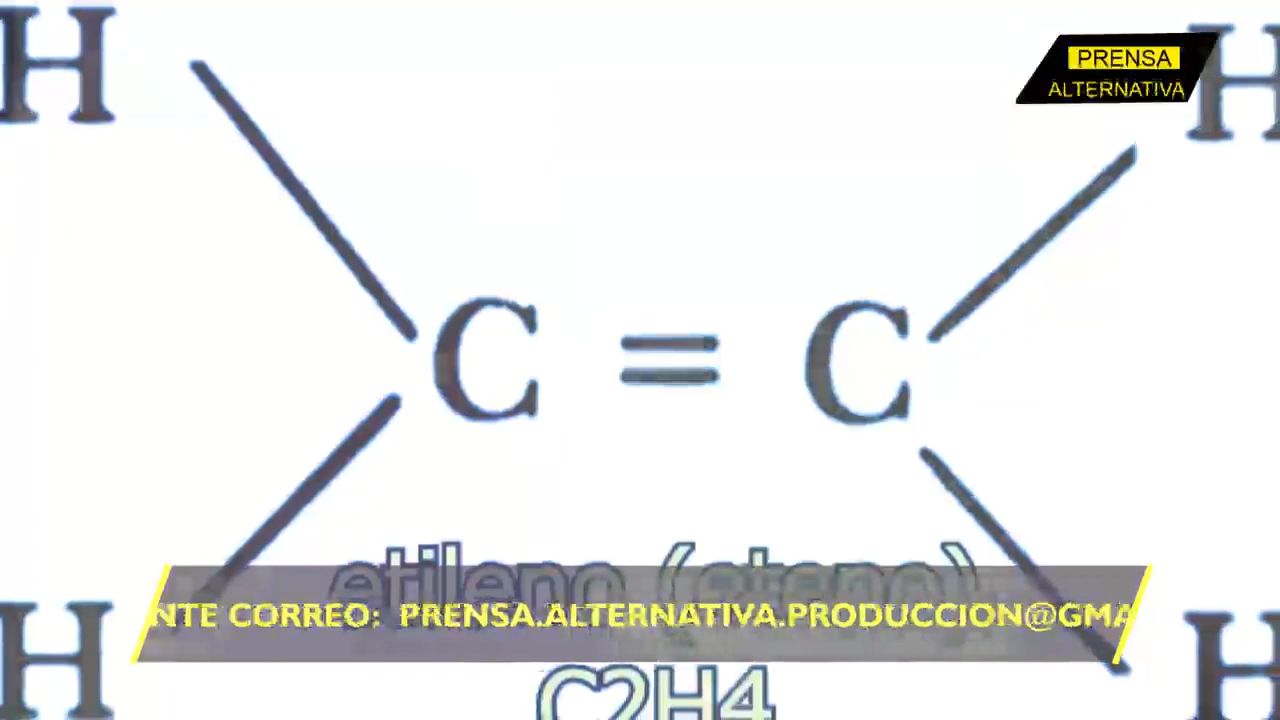 H
PRENSA
ALTERNATIVA
H
C = C
etileno (eteno)
NTE CORREO: PRENSA.ALTERNATIVA.PRODUCCION@GMA
H
H
C2H4